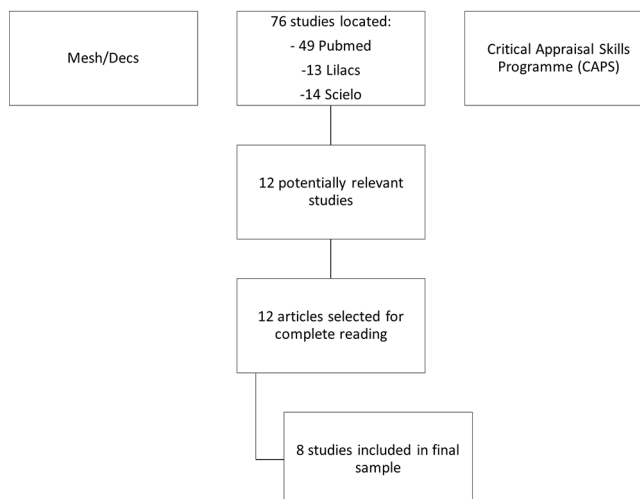 Mesh/Decs
76 studies located:
- 49 Pubmed
-13 Lilacs
-14 Scielo
Critical Appraisal Skills
Programme (CAPS)
12 potentially relevant
studies
12 articles selected for
complete reading
8 studies included in final
sample